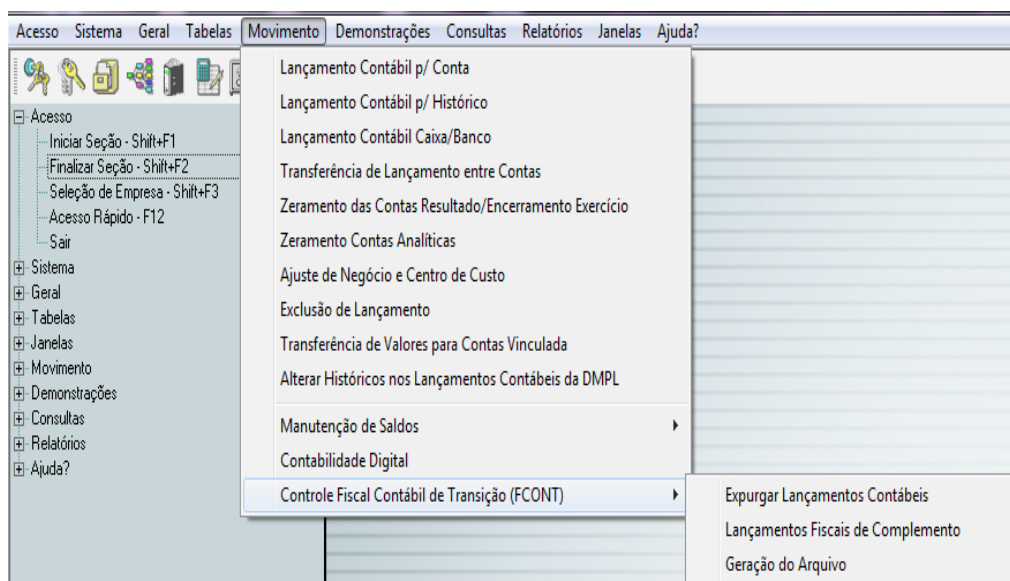 Acesso Sistema Geral Tabelas Movimento Demonstrações Consultas Relatórios Janelas Ajuda?
Acesso
Iniciar Seção - Shift+F1
Finalizar Seção - Shift+F2
Seleção de Empresa - Shift+F3
Acesso Rápido - F12
Sair
Sistema
Geral
Tabelas
Janelas
Movimento
Demonstrações
Consultas
Relatórios
Ajuda?
Lançamento Contábil p/ Conta
Lançamento Contábil p/ Histórico
Lançamento Contábil Caixa/Banco
Transferência de Lançamento entre Contas
Zeramento das Contas Resultado/Encerramento Exercício
Zeramento Contas Analíticas
Ajuste de Negócio e Centro de Custo
Exclusão de Lançamento
Transferência de Valores para Contas Vinculada
Alterar Históricos nos Lançamentos Contábeis da DMPL
Manutenção de Saldos
Contabilidade Digital
Controle Fiscal Contábil de Transição (FCONT)
Expurgar Lançamentos Contábeis
Lançamentos Fiscais de Complemento
Geração do Arquivo